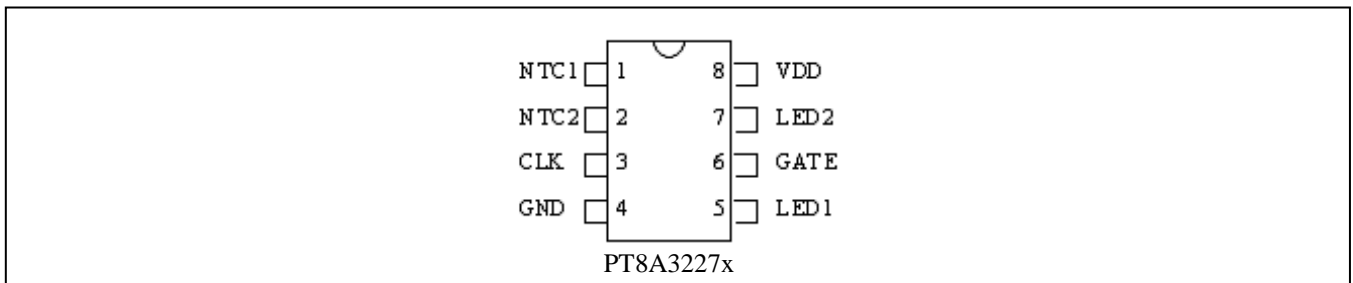 NTC1 1 8 VDD
NTC2 2 7 LED2
CLK 3 6 GATE
GND 4 5 LED1
PT8A3227x